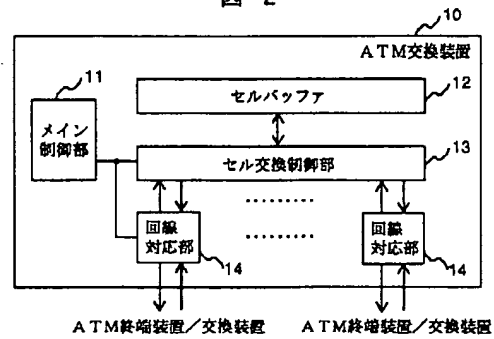 図 2
10
ATM交換装置
11
メイン
制御部
セルバッファ
12
セル交換制御部
13
回線
対応部
14
回線
対応部
14
ATM終端装置/交換装置
ATM終端装置/交換装置